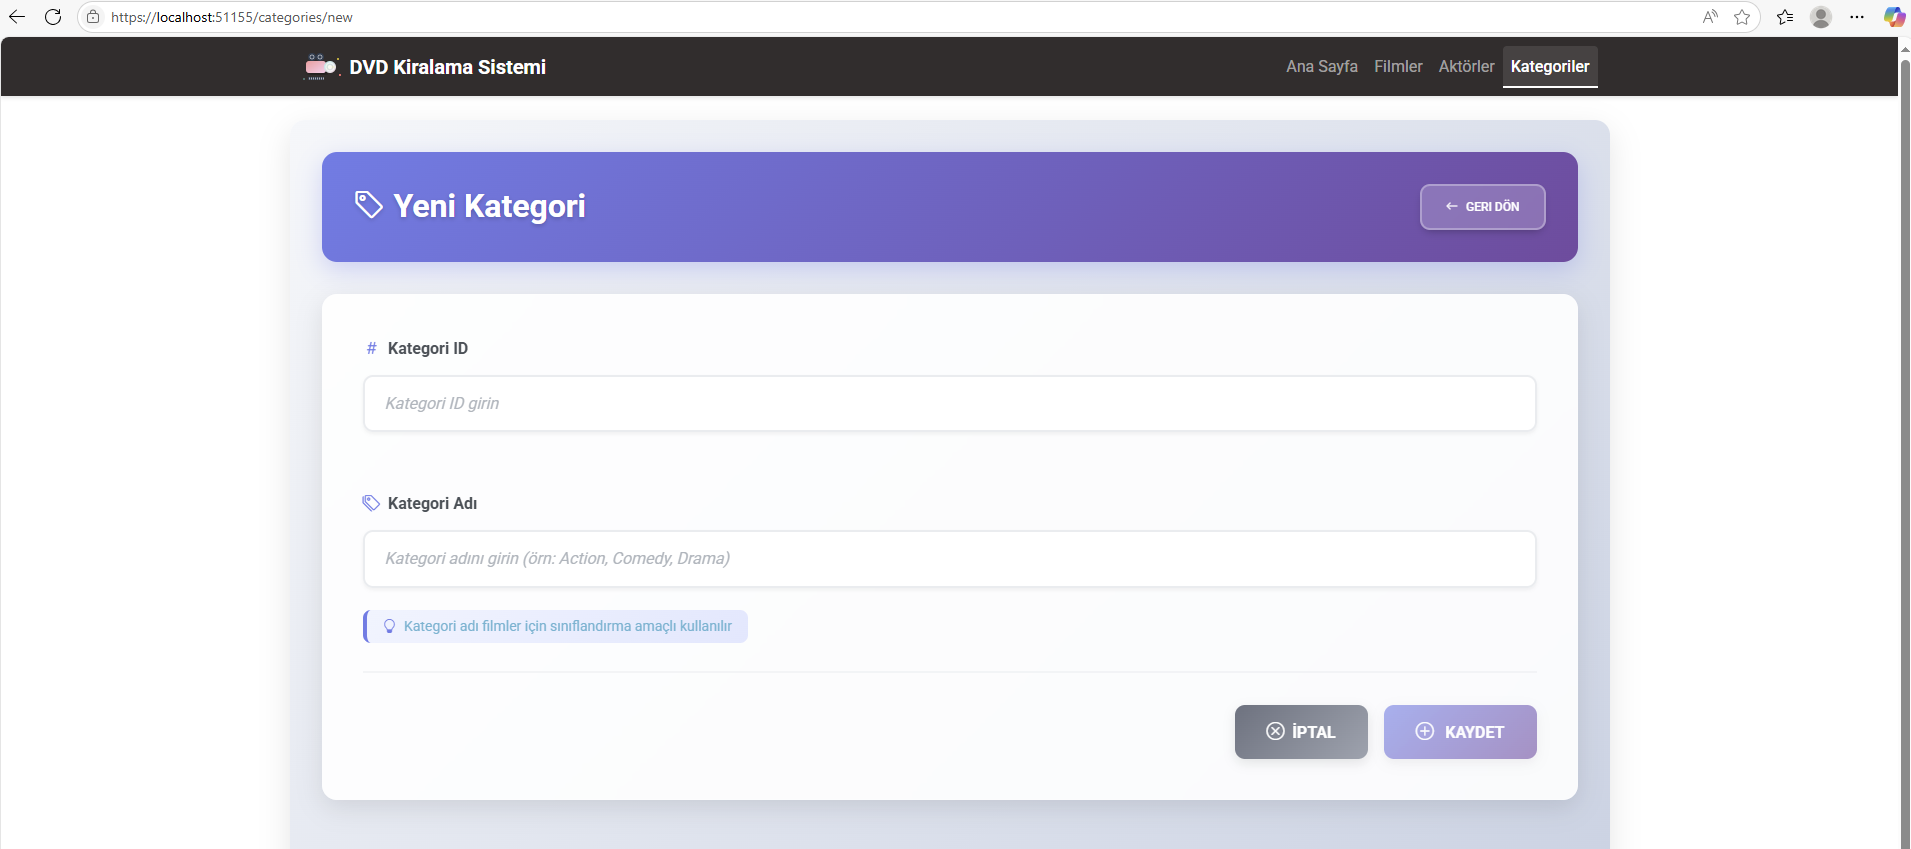 https://localhost:51155/categories/new
DVD Kiralama Sistemi
Ana Sayfa
Filmler
Aktörler
Kategoriler
Yeni Kategori
← GERI DÖN
# Kategori ID
Kategori ID girin
Kategori Adı
Kategori adını girin (örn: Action, Comedy, Drama)
Kategori adı filmler için sınıflandırma amaçlı kullanılır
İPTAL
KAYDET